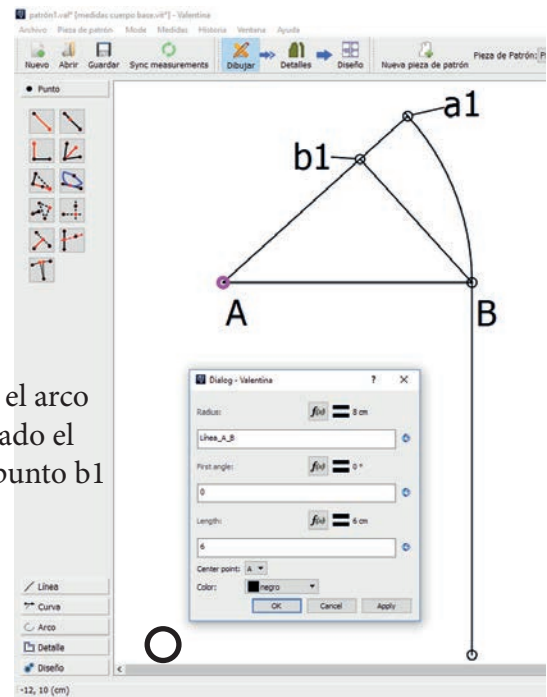 patrón1.val* [medidas cuerpo base.vit*] - Valentina
Archivo Pieza de patrón Mode Medidas Historia Ventana Ayuda
Nuevo Abrir Guardar Sync measurements Dibujar Detalles Diseño Nueva pieza de patrón Pieza de Patrón:
Punto
a1
b1
A B
Dialog - Valentina ? X
Radius: f(x) 8 cm
Línea_A_B
First angle: f(x) 0 °
0
Length: f(x) 6 cm
6
Center point: A
Color: negro
OK Cancel Apply
el arco
ado el
punto b1
Línea
Curva
Arco
Detalle
Diseño
-12, 10 (cm)